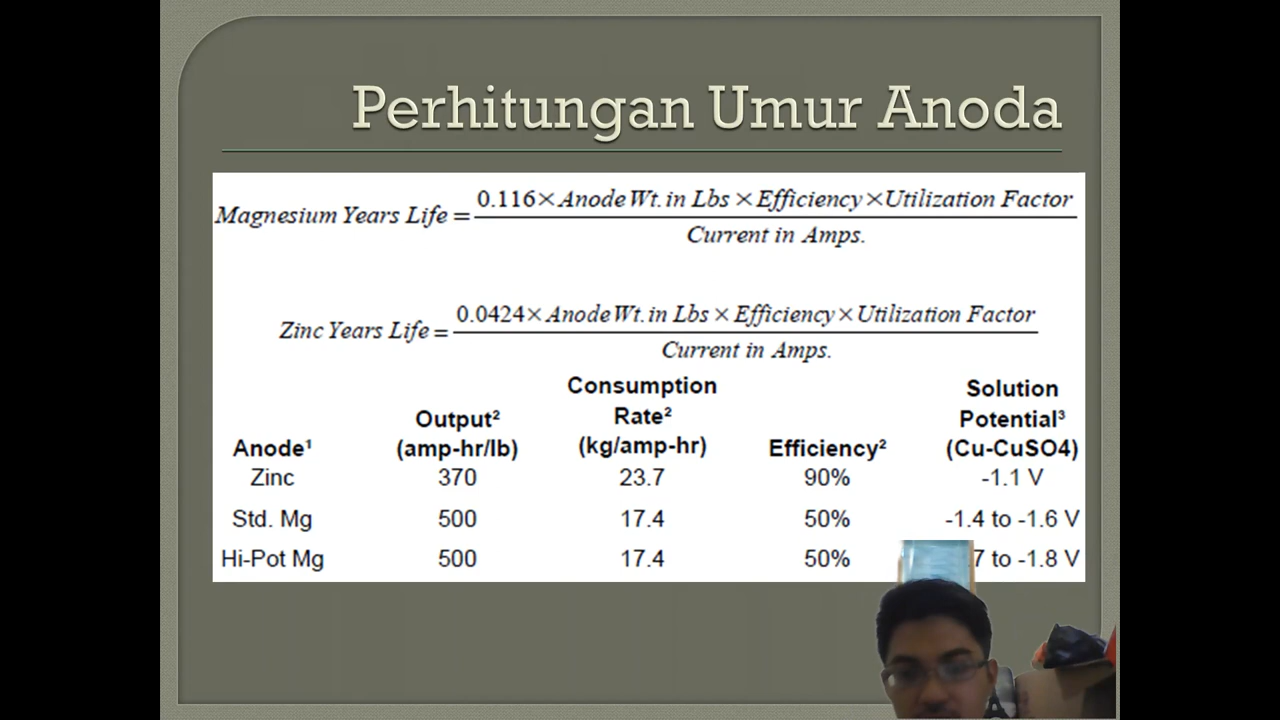 Perhitungan Umur Anoda
Magnesium Years Life = 0.116 × Anode Wt. in Lbs × Efficiency × Utilization Factor
Current in Amps.
Zinc Years Life = 0.0424 × Anode Wt. in Lbs × Efficiency × Utilization Factor
Current in Amps.
Consumption Solution
Output² Rate² Potential³
Anode¹ (amp-hr/lb) (kg/amp-hr) Efficiency² (Cu-CuSO4)
Zinc 370 23.7 90% -1.1 V
Std. Mg 500 17.4 50% -1.4 to -1.6 V
Hi-Pot Mg 500 17.4 50% 7 to -1.8 V